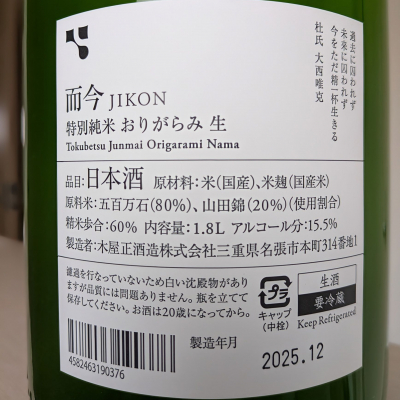 過去に囚われず
未来に囚われず
今をただ精一杯生きる
杜氏 大西唯克
而今 JIKON
特別純米 おりがらみ 生
Tokubetsu Junmai Origarami Nama
品目:日本酒 原材料:米(国産)、米麹(国産米)
原料米:五百万石(80%)、山田錦(20%)(使用割合)
精米歩合:60% 内容量:1.8L アルコール分:15.5%
製造者:木屋正酒造株式会社三重県名張市本町314番地1
濾過を行なっていないため白い沈殿物があり
ますが品質には問題ありません。瓶を立てて
保存してください。お酒は20歳になってから。
4582463190376
製造年月
プラ
キャップ
(中栓)
生酒
要冷蔵
Keep Refrigerated
2025.12